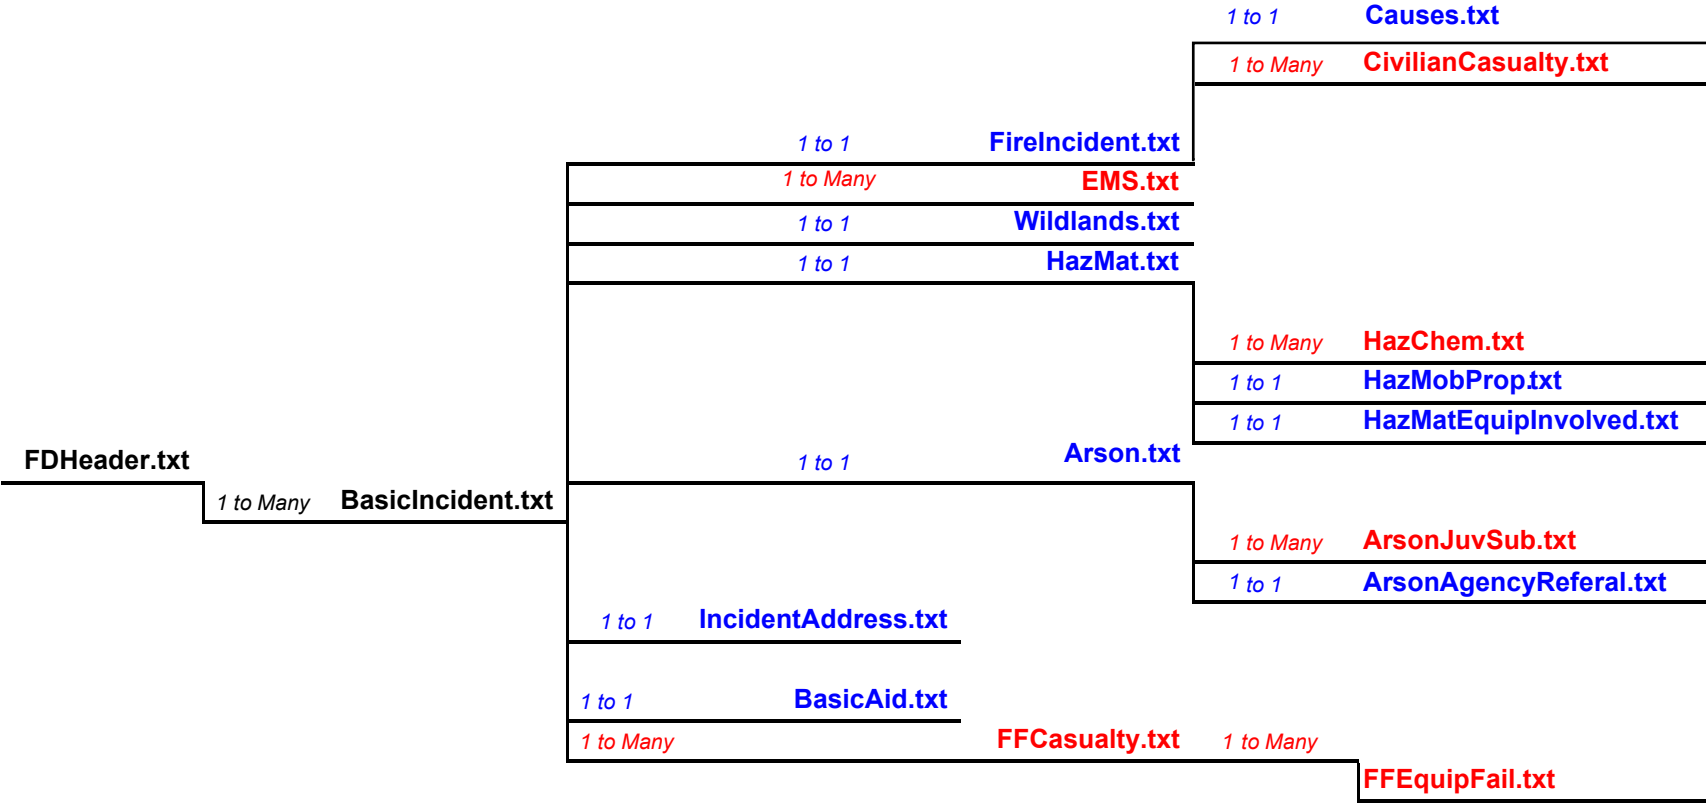 1 to 1 Causes.txt
1 to Many CivilianCasualty.txt
1 to 1 FireIncident.txt
1 to Many EMS.txt
1 to 1 Wildlands.txt
1 to 1 HazMat.txt
1 to Many HazChem.txt
1 to 1 HazMobProp.txt
1 to 1 HazMatEquipInvolved.txt
FDHeader.txt
1 to 1 Arson.txt
1 to Many BasicIncident.txt
1 to Many ArsonJuvSub.txt
1 to 1 ArsonAgencyReferal.txt
1 to 1 IncidentAddress.txt
1 to 1 BasicAid.txt
1 to Many FFCasualty.txt 1 to Many
FFEquipFail.txt